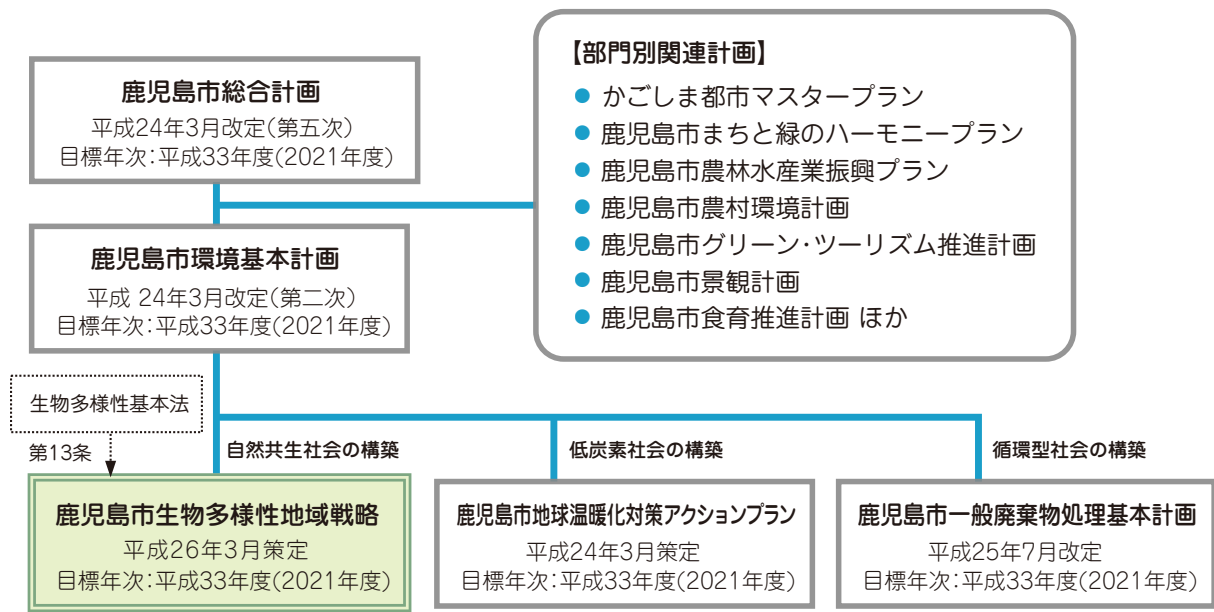 鹿児島市総合計画
平成24年3月改定(第五次)
目標年次:平成33年度(2021年度)
【部門別関連計画】
● かごしま都市マスタープラン
● 鹿児島市まちと緑のハーモニープラン
● 鹿児島市農林水産業振興プラン
● 鹿児島市農村環境計画
● 鹿児島市グリーン・ツーリズム推進計画
● 鹿児島市景観計画
● 鹿児島市食育推進計画 ほか
鹿児島市環境基本計画
平成 24年3月改定(第二次)
目標年次:平成33年度(2021年度)
生物多様性基本法
第13条
自然共生社会の構築
低炭素社会の構築
循環型社会の構築
鹿児島市生物多様性地域戦略
平成26年3月策定
目標年次:平成33年度(2021年度)
鹿児島市地球温暖化対策アクションプラン
平成24年3月策定
目標年次:平成33年度(2021年度)
鹿児島市一般廃棄物処理基本計画
平成25年7月改定
目標年次:平成33年度(2021年度)